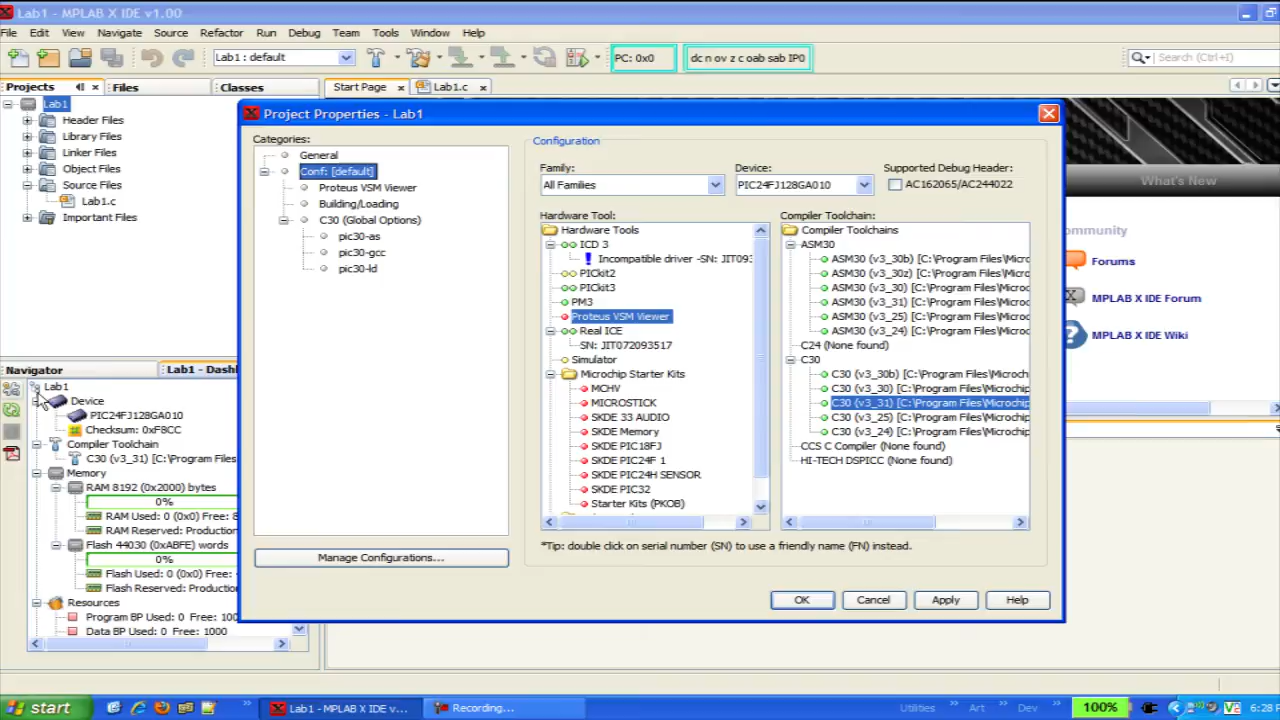 Lab1 - MPLAB X IDE v1.00
File Edit View Navigate Source Refactor Run Debug Team Tools Window Help
Lab1 : default
PC: 0x0
dc n ov z c oab sab IP0
Search (Ctrl+I)
Projects
Files
Classes
Start Page
Lab1.c
Lab1
Header Files
Library Files
Linker Files
Object Files
Source Files
Lab1.c
Important Files
Project Properties - Lab1
Categories:
General
Conf: [default]
Proteus VSM Viewer
Building/Loading
C30 (Global Options)
pic30-as
pic30-gcc
pic30-ld
Manage Configurations...
Configuration
Family:
All Families
Device:
PIC24FJ128GA010
Supported Debug Header:
AC162065/AC244022
Hardware Tool:
Hardware Tools
ICD 3
Incompatible driver -SN: JIT093
PICkit2
PICkit3
PM3
Proteus VSM Viewer
Real ICE
SN: JIT072093517
Simulator
Microchip Starter Kits
MCHV
MICROSTICK
SKDE 33 AUDIO
SKDE Memory
SKDE PIC18FJ
SKDE PIC24F 1
SKDE PIC24H SENSOR
SKDE PIC32
Starter Kits (PKOB)
Compiler Toolchain:
Compiler Toolchains
ASM30
ASM30 (v3_30b) [C:\Program Files\Microc
ASM30 (v3_30z) [C:\Program Files\Microc
ASM30 (v3_30) [C:\Program Files\Microch
ASM30 (v3_31) [C:\Program Files\Microch
ASM30 (v3_25) [C:\Program Files\Microch
ASM30 (v3_24) [C:\Program Files\Microch
C24 (None found)
C30
C30 (v3_30b) [C:\Program Files\Microchip
C30 (v3_30) [C:\Program Files\Microchip
C30 (v3_31) [C:\Program Files\Microchip
C30 (v3_25) [C:\Program Files\Microchip
C30 (v3_24) [C:\Program Files\Microchip
CCS C Compiler (None found)
HI-TECH DSPICC (None found)
*Tip: double click on serial number (SN) to use a friendly name (FN) instead.
OK
Cancel
Apply
Help
What's New
ommunity
Forums
MPLAB X IDE Forum
MPLAB X IDE Wiki
Navigator
Lab1 - Dash
Lab1
Device
PIC24FJ128GA010
Checksum: 0xF8CC
Compiler Toolchain
C30 (v3_31) [C:\Program Files
Memory
RAM 8192 (0x2000) bytes
0%
RAM Used: 0 (0x0) Free: 8
RAM Reserved: Production
Flash 44030 (0xABFE) words
0%
Flash Used: 0 (0x0) Free:
Flash Reserved: Production
Resources
Program BP Used: 0 Free: 100
Data BP Used: 0 Free: 1000
start
Lab1 - MPLAB X IDE v...
Recording...
Utilities
Art
Dev
100%
6:28 P